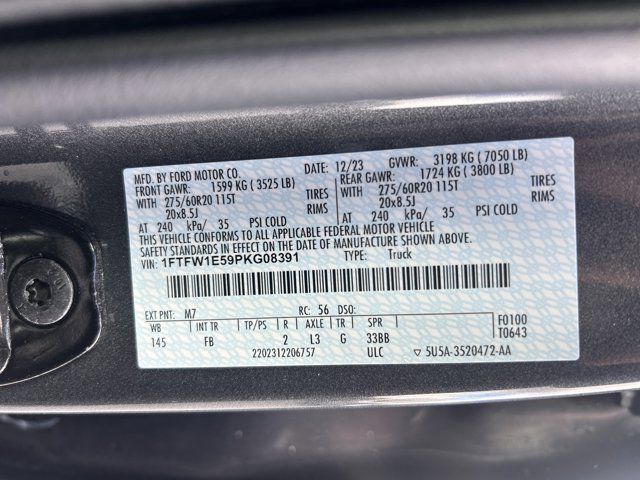 MFD. BY FORD MOTOR CO. DATE: 12/23 GVWR: 3198 KG ( 7050 LB)
FRONT GAWR: 1599 KG ( 3525 LB) REAR GAWR: 1724 KG ( 3800 LB)
WITH 275/60R20 115T TIRES WITH 275/60R20 115T TIRES
20x8.5J RIMS 20x8.5J RIMS
AT 240 kPa/ 35 PSI COLD AT 240 kPa/ 35 PSI COLD
THIS VEHICLE CONFORMS TO ALL APPLICABLE FEDERAL MOTOR VEHICLE
SAFETY STANDARDS IN EFFECT ON THE DATE OF MANUFACTURE SHOWN ABOVE.
VIN: 1FTFW1E59PKG08391 TYPE: Truck
EXT PNT: M7 RC: 56 DSO:
WB INT TR TP/PS R AXLE TR SPR F0100
145 FB 2 L3 G 33BB T0643
2202312206757 ULC ▽ 5U5A-3520472-AA